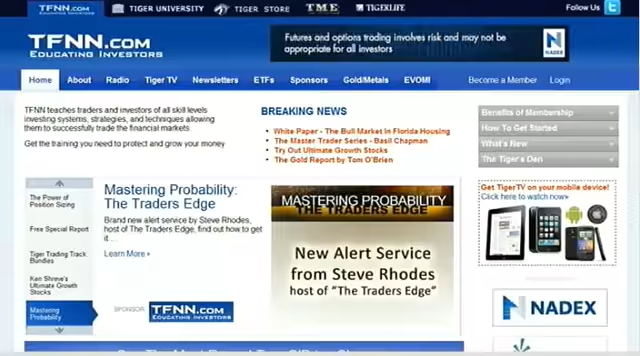 TFNN.COM
EDUCATING INVESTORS
TIGER UNIVERSITY
TIGER STORE
TME
TIGERLIFE
Follow Us
TFNN.COM
EDUCATING INVESTORS
Futures and options trading involves risk and may not be
appropriate for all investors
NADEX
Home
About
Radio
Tiger TV
Newsletters
ETFs
Sponsors
Gold/Metals
EVOMI
Become a Member
Login
TFNN teaches traders and investors of all skill levels
investing systems, strategies, and techniques allowing
them to successfully trade the financial markets.
Get the training you need to protect and grow your money
BREAKING NEWS
White Paper - The Bull Market In Florida Housing
The Master Trader Series - Basil Chapman
Try Out Ultimate Growth Stocks
The Gold Report by Tom O'Brien
Benefits of Membership
How To Get Started
What's New
The Tiger's Den
The Power of
Position Sizing
Free Special Report
Tiger Trading Track
Bundles
Ken Shreve's
Ultimate Growth
Stocks
Mastering
Probability
Mastering Probability:
The Traders Edge
Brand new alert service by Steve Rhodes,
host of The Traders Edge, find out how to get
it ...
Learn More ›
SPONSOR
TFNN.COM
EDUCATING INVESTORS
MASTERING PROBABILITY
THE TRADERS EDGE
New Alert Service
from Steve Rhodes
host of "The Traders Edge"
Get TigerTV on your mobile device!
Click here to watch now»
NADEX